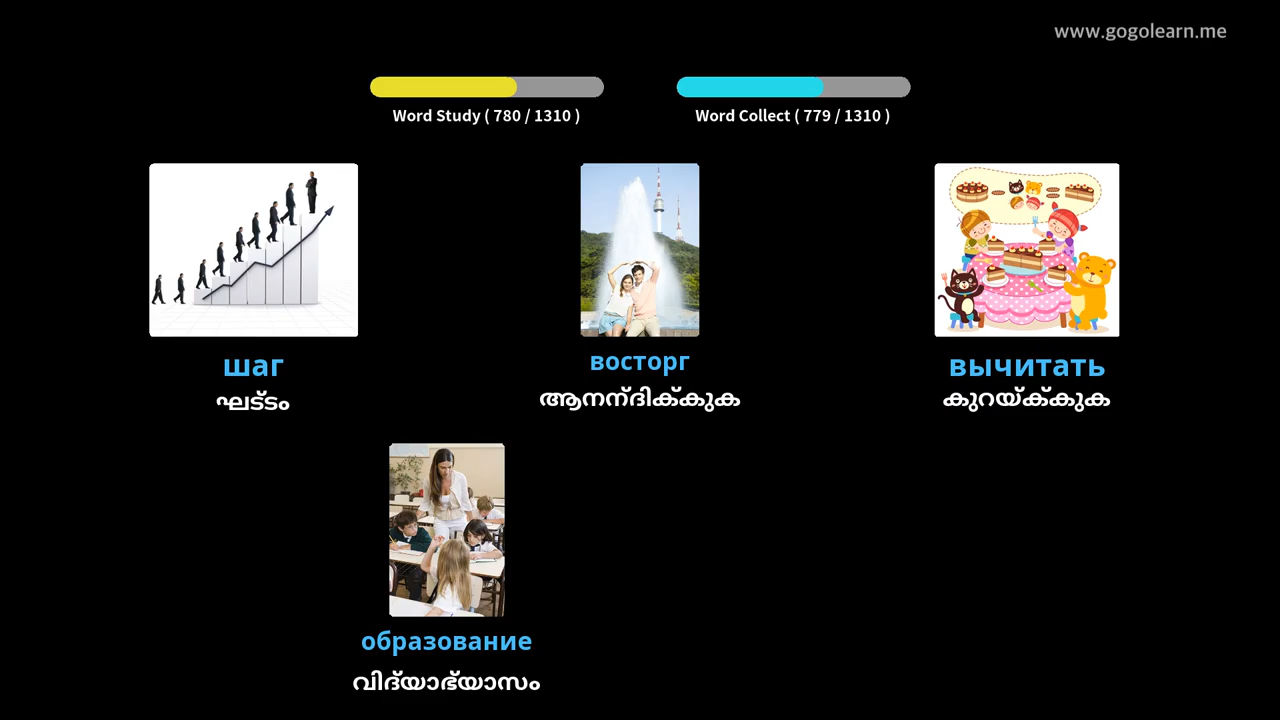 www.gogolearn.me
Word Study ( 780 / 1310 )
Word Collect ( 779 / 1310 )
шаг
восторг
вычитать
ഘട്ടം
ആനന്ദിക്കുക
കുറയ്ക്കുക
образование
വിദ്യാഭ്യാസം